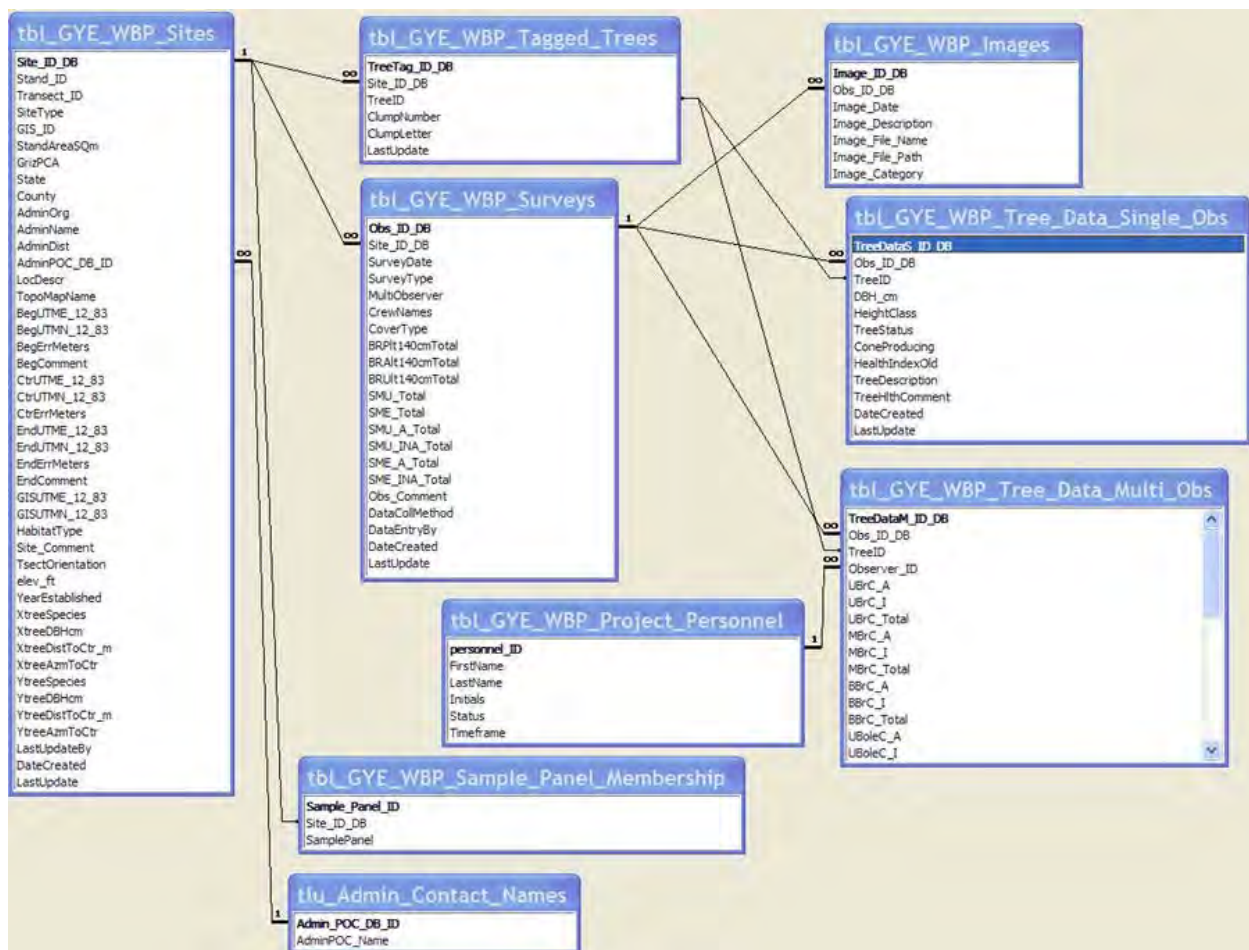 tbl_GYE_WBP_Sites
Site_ID_DB
Stand_ID
Transect_ID
SiteType
GIS_ID
StandAreaSQm
GrizPCA
State
County
AdminOrg
AdminName
AdminDist
AdminPOC_DB_ID
LocDescr
TopoMapName
BegUTME_12_83
BegUTMN_12_83
BegErrMeters
BegComment
CtrUTME_12_83
CtrUTMN_12_83
CtrErrMeters
EndUTME_12_83
EndUTMN_12_83
EndErrMeters
EndComment
GISUTME_12_83
GISUTMN_12_83
HabitatType
Site_Comment
TsectOrientation
elev_ft
YearEstablished
XtreeSpecies
XtreeDBHcm
XtreeDistToCtr_m
XtreeAzmToCtr
YtreeSpecies
YtreeDBHcm
YtreeDistToCtr_m
YtreeAzmToCtr
LastUpdateBy
DateCreated
LastUpdate
1
∞
tbl_GYE_WBP_Tagged_Trees
∞
TreeTag_ID_DB
Site_ID_DB
TreeID
ClumpNumber
ClumpLetter
LastUpdate
tbl_GYE_WBP_Surveys
∞
1
Obs_ID_DB
Site_ID_DB
SurveyDate
SurveyType
MultiObserver
CrewNames
CoverType
BRPlt140cmTotal
BRAlt140cmTotal
BRUlt140cmTotal
SMU_Total
SME_Total
SMU_A_Total
SMU_INA_Total
SME_A_Total
SME_INA_Total
Obs_Comment
DataCollMethod
DataEntryBy
DateCreated
LastUpdate
tbl_GYE_WBP_Images
∞
Image_ID_DB
Obs_ID_DB
Image_Date
Image_Description
Image_File_Name
Image_File_Path
Image_Category
tbl_GYE_WBP_Tree_Data_Single_Obs
∞
TreeDataS_ID_DB
Obs_ID_DB
TreeID
DBH_cm
HeightClass
TreeStatus
ConeProducing
HealthIndexOld
TreeDescription
TreeHlthComment
DateCreated
LastUpdate
tbl_GYE_WBP_Tree_Data_Multi_Obs
∞
∞
TreeDataM_ID_DB
Obs_ID_DB
TreeID
Observer_ID
UBrC_A
UBrC_I
UBrC_Total
MBrC_A
MBrC_I
MBrC_Total
BBrC_A
BBrC_I
BBrC_Total
UBoleC_A
UBoleC_I
tbl_GYE_WBP_Project_Personnel
1
personnel_ID
FirstName
LastName
Initials
Status
Timeframe
tbl_GYE_WBP_Sample_Panel_Membership
Sample_Panel_ID
Site_ID_DB
SamplePanel
tlu_Admin_Contact_Names
1
Admin_POC_DB_ID
AdminPOC_Name